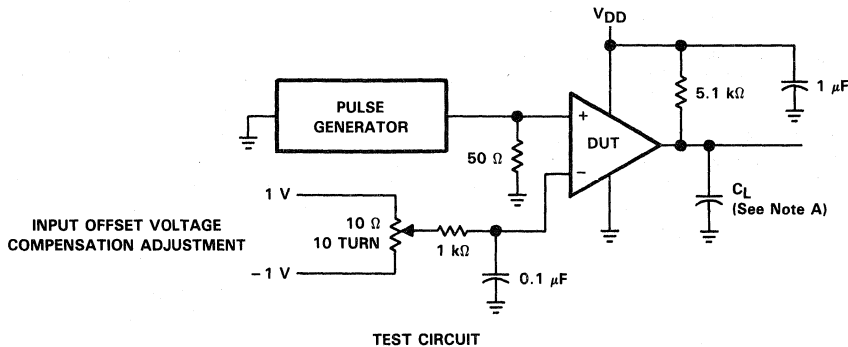 VDD
PULSE
GENERATOR
5.1 kΩ
1 μF
+
DUT
−
50 Ω
CL
(See Note A)
1 V
INPUT OFFSET VOLTAGE
COMPENSATION ADJUSTMENT
10 Ω
10 TURN
1 kΩ
−1 V
0.1 μF
TEST CIRCUIT